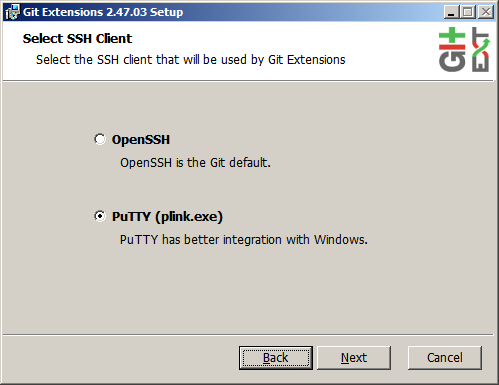 Git Extensions 2.47.03 Setup
Select SSH Client
Select the SSH client that will be used by Git Extensions
Git
EXT
OpenSSH
OpenSSH is the Git default.
PuTTY (plink.exe)
PuTTY has better integration with Windows.
Back
Next
Cancel